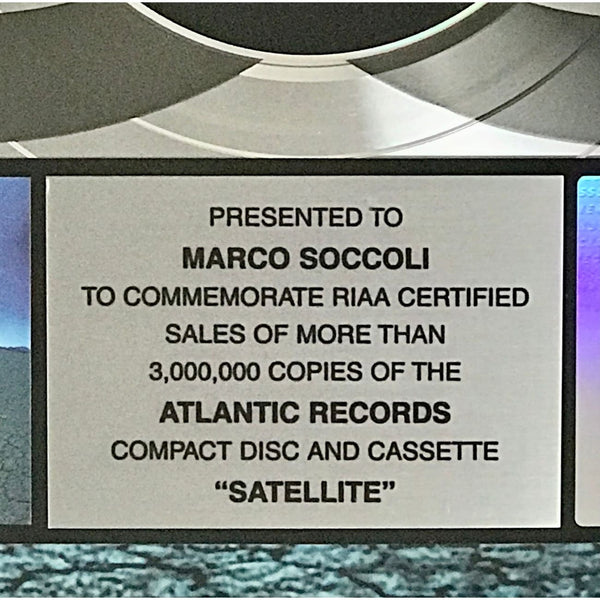 PRESENTED TO
MARCO SOCCOLI
TO COMMEMORATE RIAA CERTIFIED
SALES OF MORE THAN
3,000,000 COPIES OF THE
ATLANTIC RECORDS
COMPACT DISC AND CASSETTE
“SATELLITE”